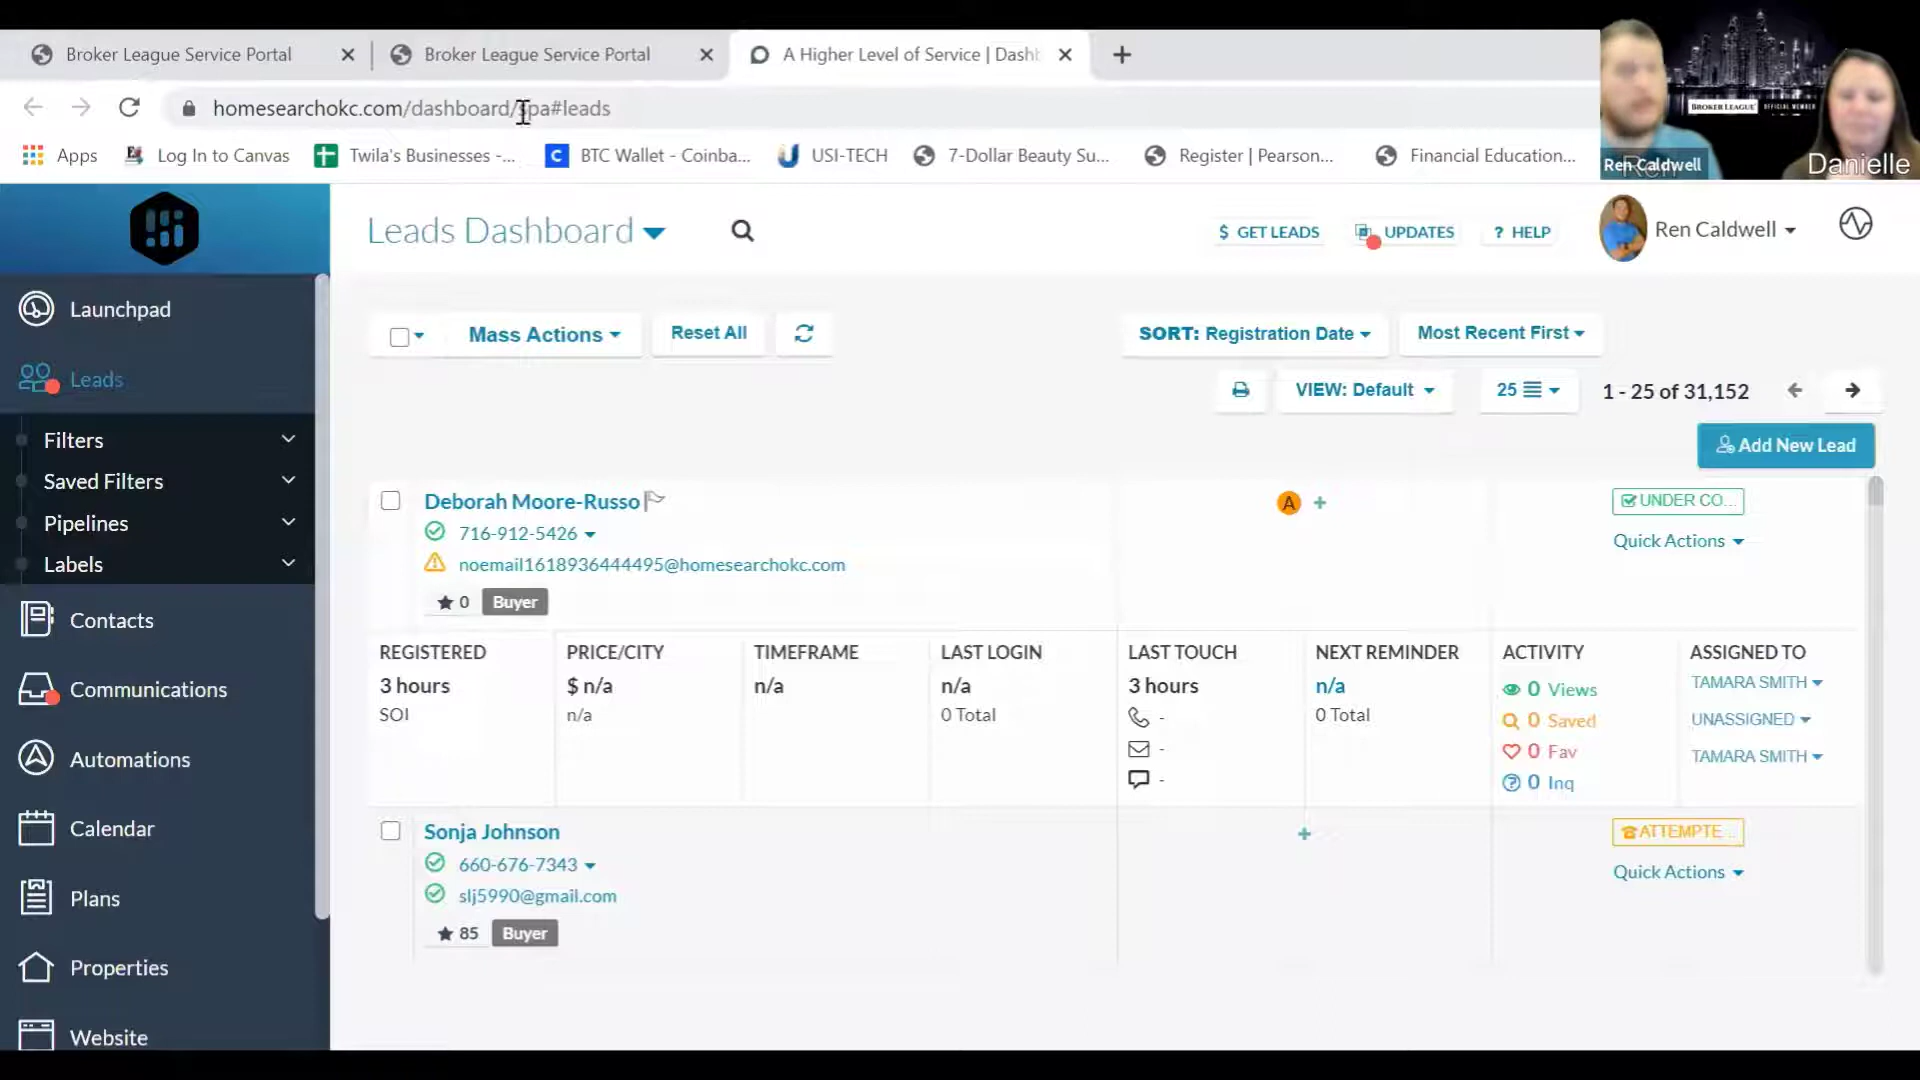 Broker League Service Portal
Broker League Service Portal
A Higher Level of Service | Dashb
homesearchokc.com/dashboard/spa#leads
Apps
Log In to Canvas
Twila's Businesses -...
BTC Wallet - Coinba...
USI-TECH
7-Dollar Beauty Su...
Register | Pearson...
Financial Education...
BROKER LEAGUE
OFFICIAL MEMBER
Ren Caldwell
Danielle
Leads Dashboard
$ GET LEADS
UPDATES
? HELP
Ren Caldwell
Launchpad
Leads
Filters
Saved Filters
Pipelines
Labels
Contacts
Communications
Automations
Calendar
Plans
Properties
Website
Mass Actions
Reset All
SORT: Registration Date
Most Recent First
VIEW: Default
25
1 - 25 of 31,152
Add New Lead
Deborah Moore-Russo
A
UNDER CO...
716-912-5426
Quick Actions
noemail1618936444495@homesearchokc.com
0 Buyer
REGISTERED PRICE/CITY TIMEFRAME LAST LOGIN LAST TOUCH NEXT REMINDER ACTIVITY ASSIGNED TO
3 hours $ n/a n/a n/a 3 hours n/a 0 Views TAMARA SMITH
SOI n/a 0 Total - 0 Total 0 Saved UNASSIGNED
- 0 Fav TAMARA SMITH
- 0 Inq
Sonja Johnson
ATTEMPTE...
660-676-7343
Quick Actions
slj5990@gmail.com
85 Buyer